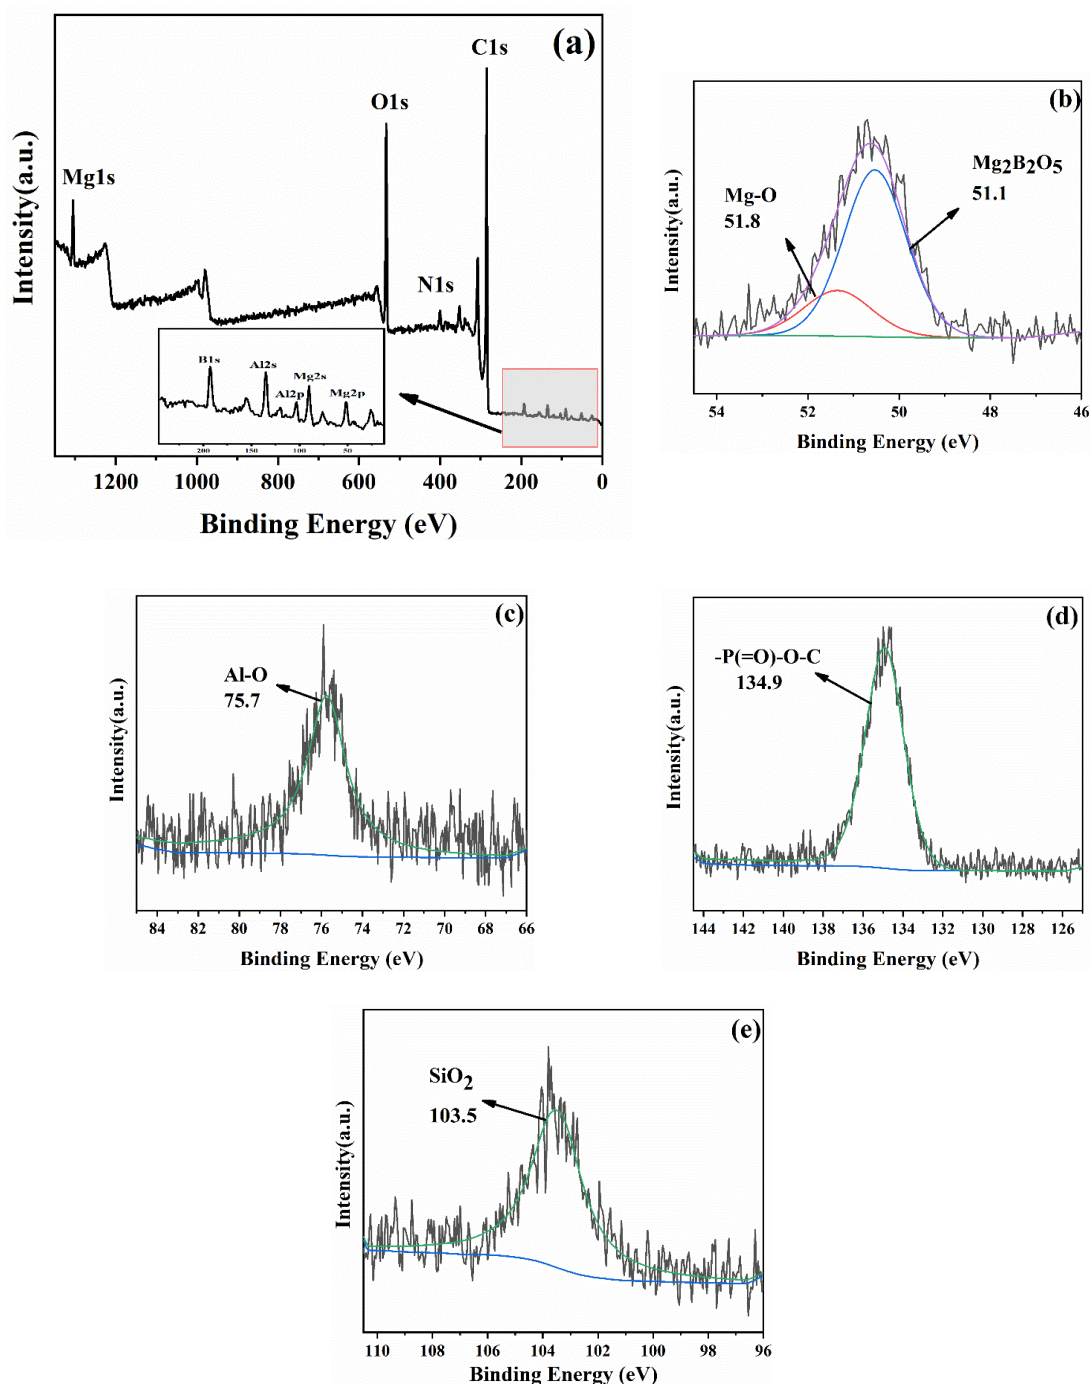 (a)
C1s
O1s
Mg1s
N1s
B1s
Al2s
Al2p
Mg2s
Mg2p
200 150 100 50
Intensity(a.u.)
1200 1000 800 600 400 200 0
Binding Energy (eV)
(b)
Mg-O
51.8
Mg2B2O5
51.1
Intensity(a.u.)
54 52 50 48 46
Binding Energy (eV)
(c)
Al-O
75.7
Intensity(a.u.)
84 82 80 78 76 74 72 70 68 66
Binding Energy (eV)
(d)
-P(=O)-O-C
134.9
Intensity(a.u.)
144 142 140 138 136 134 132 130 128 126
Binding Energy (eV)
(e)
SiO2
103.5
Intensity(a.u.)
110 108 106 104 102 100 98 96
Binding Energy (eV)